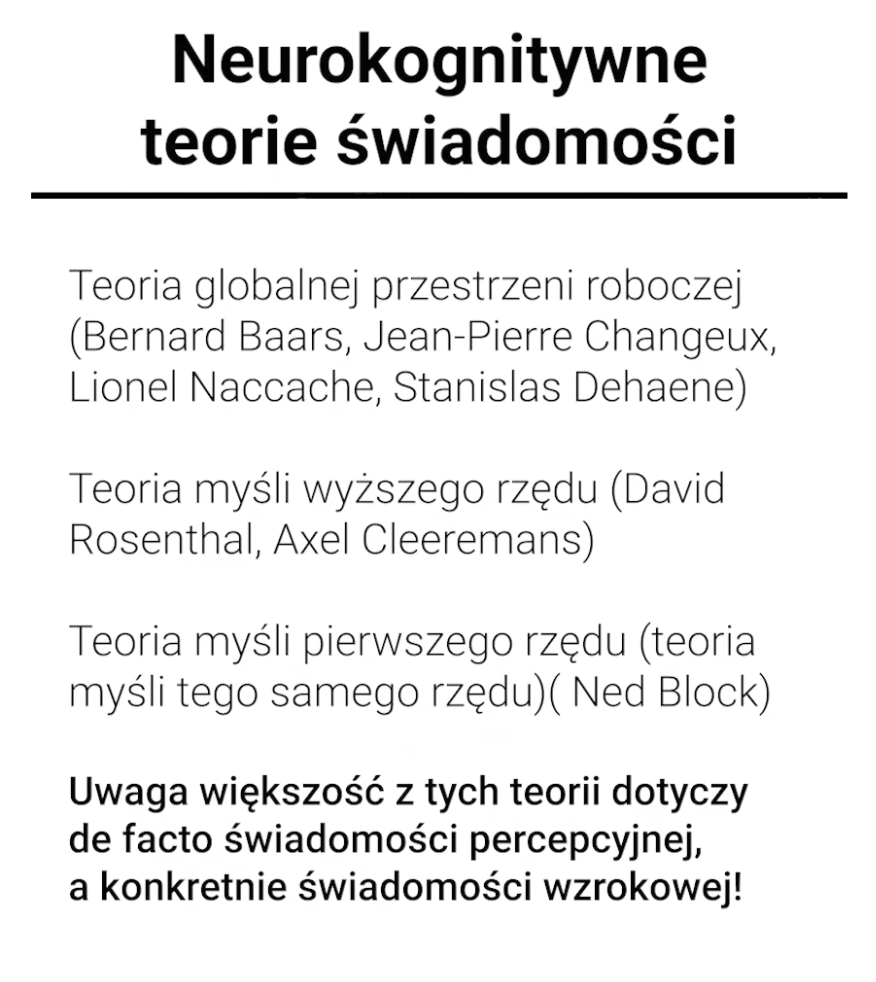 Neurokognitywne
teorie świadomości
Teoria globalnej przestrzeni roboczej
(Bernard Baars, Jean-Pierre Changeux,
Lionel Naccache, Stanislas Dehaene)
Teoria myśli wyższego rzędu (David
Rosenthal, Axel Cleeremans)
Teoria myśli pierwszego rzędu (teoria
myśli tego samego rzędu)( Ned Block)
Uwaga większość z tych teorii dotyczy
de facto świadomości percepcyjnej,
a konkretnie świadomości wzrokowej!